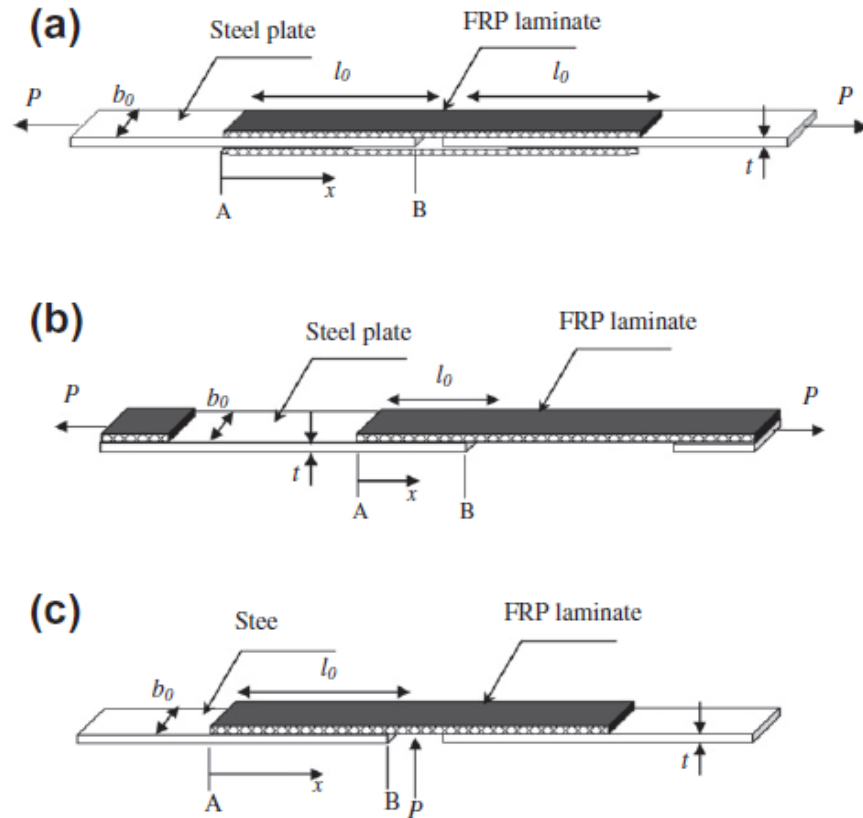 (a)
Steel plate
FRP laminate
P
b0
l0
l0
P
t
x
A
B
(b)
Steel plate
FRP laminate
P
b0
l0
P
t
x
A
B
(c)
Stee
FRP laminate
b0
l0
t
A
x
B
P